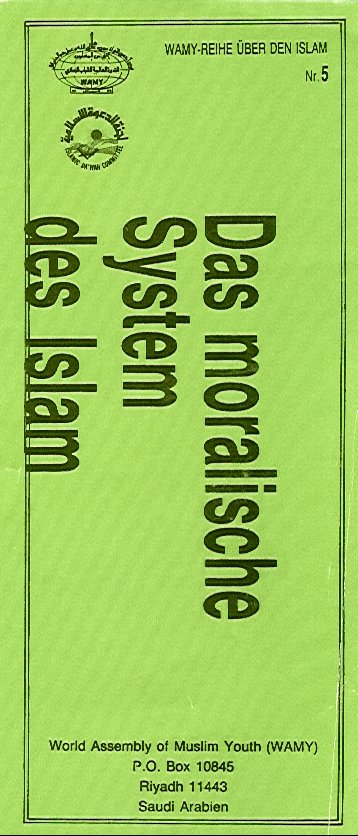 WAMY-REIHE ÜBER DEN ISLAM
Nr. 5
WAMY
ISLAMIC DA'WAH COMMITTEE
Das moralische
System
des Islam
World Assembly of Muslim Youth (WAMY)
P.O. Box 10845
Riyadh 11443
Saudi Arabien